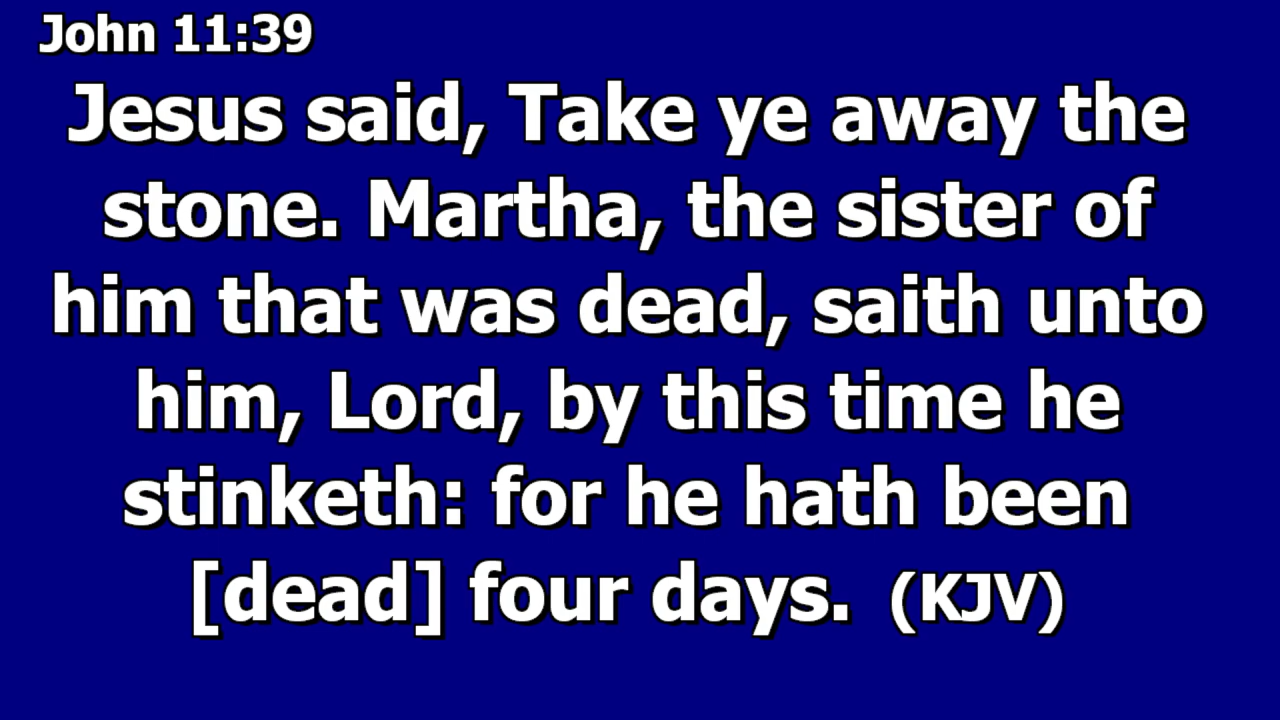 John 11:39
Jesus said, Take ye away the
stone. Martha, the sister of
him that was dead, saith unto
him, Lord, by this time he
stinketh: for he hath been
[dead] four days. (KJV)